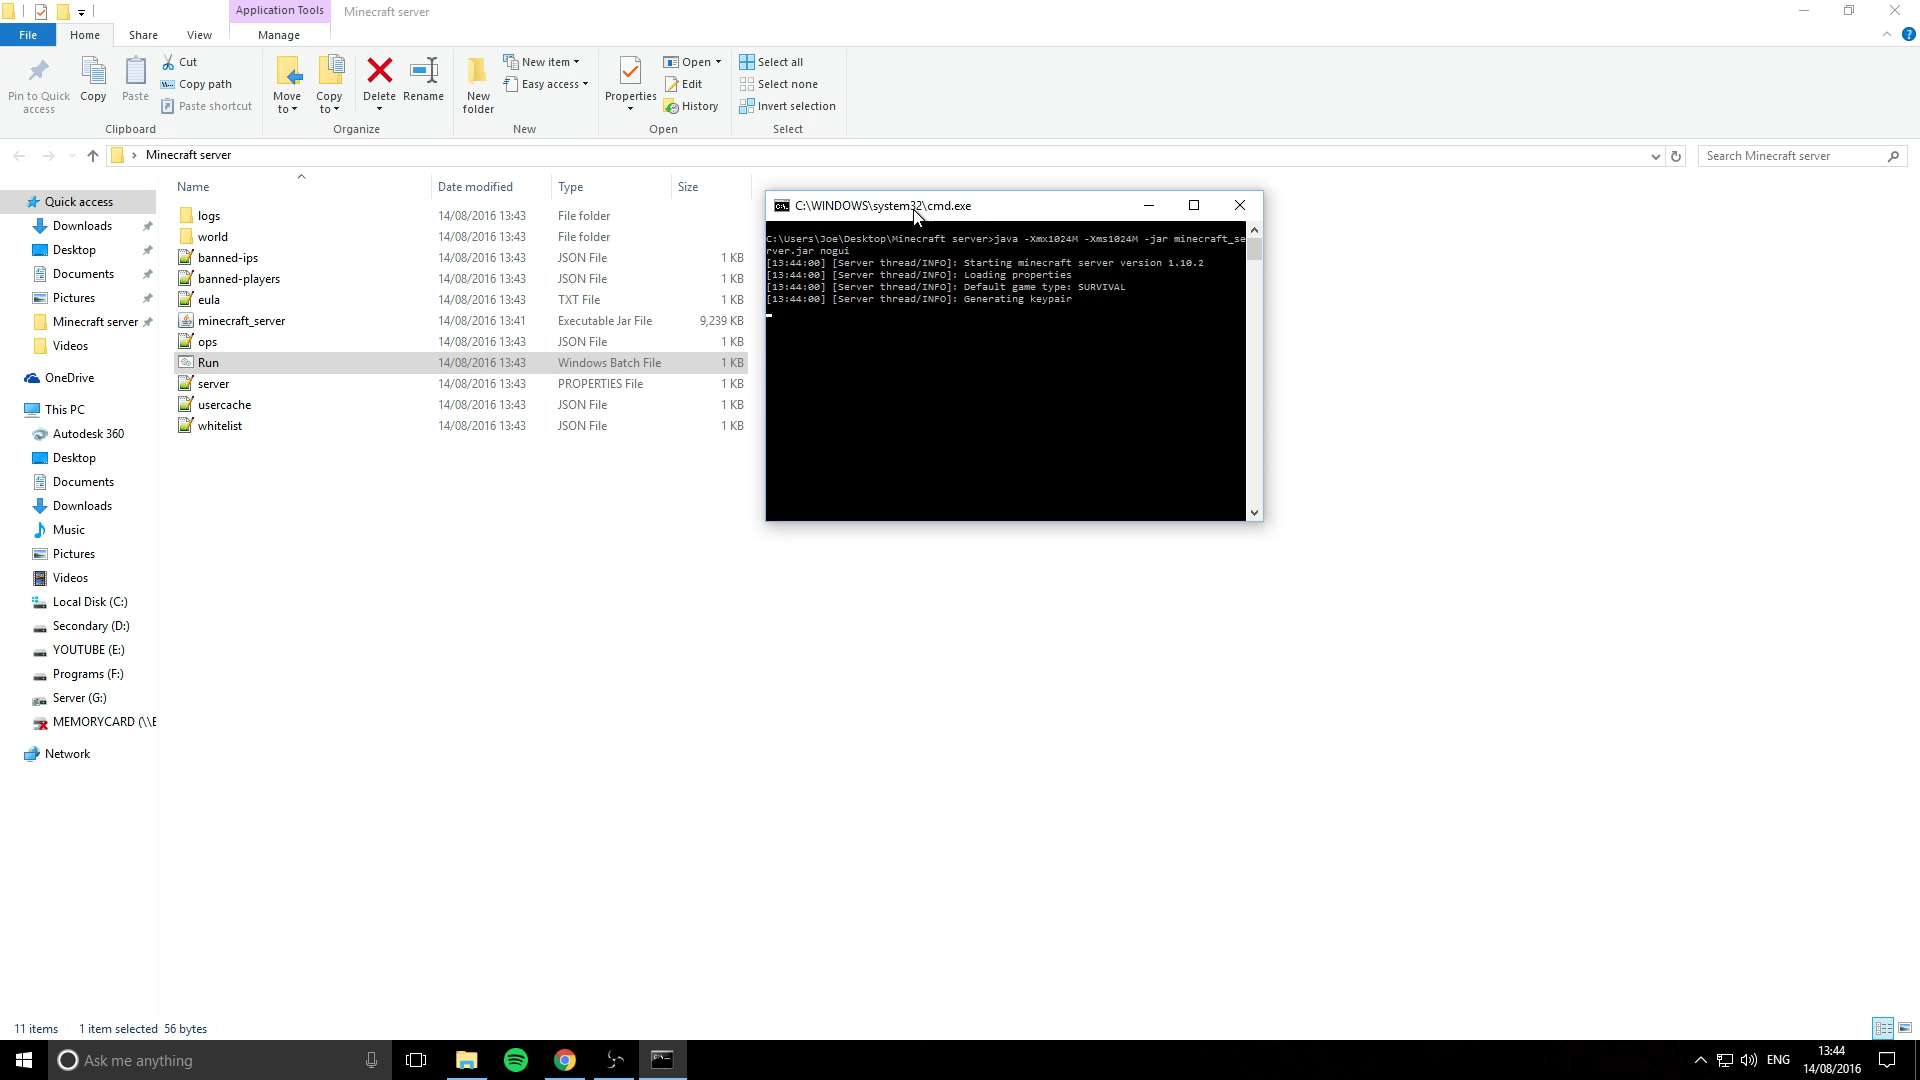 Application Tools
Minecraft server
File
Home
Share
View
Manage
Pin to Quick access
Copy
Paste
Cut
Copy path
Paste shortcut
Clipboard
Move to
Copy to
Delete
Rename
Organize
New folder
New item
Easy access
New
Properties
Open
Edit
History
Open
Select all
Select none
Invert selection
Select
Minecraft server
Search Minecraft server
Quick access
Downloads
Desktop
Documents
Pictures
Minecraft server
Videos
OneDrive
This PC
Autodesk 360
Desktop
Documents
Downloads
Music
Pictures
Videos
Local Disk (C:)
Secondary (D:)
YOUTUBE (E:)
Programs (F:)
Server (G:)
MEMORYCARD (\\E
Network
Name Date modified Type Size
logs 14/08/2016 13:43 File folder
world 14/08/2016 13:43 File folder
banned-ips 14/08/2016 13:43 JSON File 1 KB
banned-players 14/08/2016 13:43 JSON File 1 KB
eula 14/08/2016 13:43 TXT File 1 KB
minecraft_server 14/08/2016 13:41 Executable Jar File 9,239 KB
ops 14/08/2016 13:43 JSON File 1 KB
Run 14/08/2016 13:43 Windows Batch File 1 KB
server 14/08/2016 13:43 PROPERTIES File 1 KB
usercache 14/08/2016 13:43 JSON File 1 KB
whitelist 14/08/2016 13:43 JSON File 1 KB
C:\WINDOWS\system32\cmd.exe
C:\Users\Joe\Desktop\Minecraft server>java -Xmx1024M -Xms1024M -jar minecraft_se
rver.jar nogui
[13:44:00] [Server thread/INFO]: Starting minecraft server version 1.10.2
[13:44:00] [Server thread/INFO]: Loading properties
[13:44:00] [Server thread/INFO]: Default game type: SURVIVAL
[13:44:00] [Server thread/INFO]: Generating keypair
11 items 1 item selected 56 bytes
Ask me anything
ENG
13:44
14/08/2016